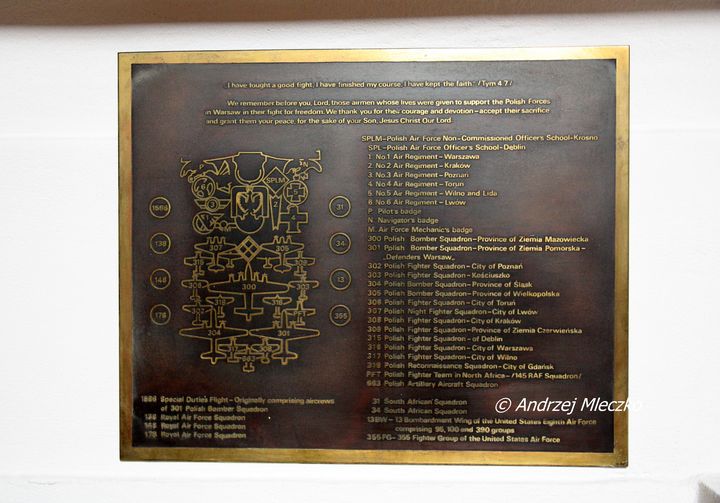 I have fought a good fight, I have finished my course, I have kept the faith." /Tym 4.7/
We remember before you, Lord, those airmen whose lives were given to support the Polish Forces
in Warsaw in their fight for freedom. We thank you for their courage and devotion – accept their sacrifice
and grant them your peace, for the sake of your Son, Jesus Christ Our Lord.
SPLM – Polish Air Force Non-Commissioned Officer's School – Krosno
SPL – Polish Air Force Officer's School – Dęblin
1. No.1 Air Regiment – Warszawa
2. No.2 Air Regiment – Kraków
3. No.3 Air Regiment – Poznań
4. No.4 Air Regiment – Toruń
5. No.5 Air Regiment – Wilno and Lida
6. No.6 Air Regiment – Lwów
P. Pilot's badge
N. Navigator's badge
M. Air Force Mechanic's badge
300 Polish Bomber Squadron – Province of Ziemia Mazowiecka
301 Polish Bomber Squadron – Province of Ziemia Pomorska –
„Defenders Warsaw„
302 Polish Fighter Squadron – City of Poznań
303 Polish Fighter Squadron – Kościuszko
304 Polish Bomber Squadron – Province of Śląsk
305 Polish Bomber Squadron – Province of Wielkopolska
306 Polish Fighter Squadron – City of Toruń
307 Polish Night Fighter Squadron – City of Lwów
308 Polish Fighter Squadron – City of Kraków
309 Polish Fighter Squadron – Province of Ziemia Czerwieńska
315 Polish Fighter Squadron – of Deblin
316 Polish Fighter Squadron – City of Warszawa
317 Polish Fighter Squadron – City of Wilno
318 Polish Reconnaissance Squadron – City of Gdańsk
PFT Polish Fighter Team in North Africa – /145 RAF Squadron/
663 Polish Artillery Aircraft Squadron
31 South African Squadron
34 South African Squadron
13BW – 13 Bombardment Wing of the United States Eighth Air Force
comprising 95, 100 and 390 groups
355 FG – 355 Fighter Group of the United States Air Force
SPLM
3
2
4
1586
138
148
178
31
34
13
355
307
305
315
309
300
306
303
318
302
PFT
304
301
317
663
1586 Special Duties Flight – Originally comprising aircrews
of 301 Polish Bomber Squadron
138 Royal Air Force Squadron
148 Royal Air Force Squadron
178 Royal Air Force Squadron
© Andrzej Mleczko